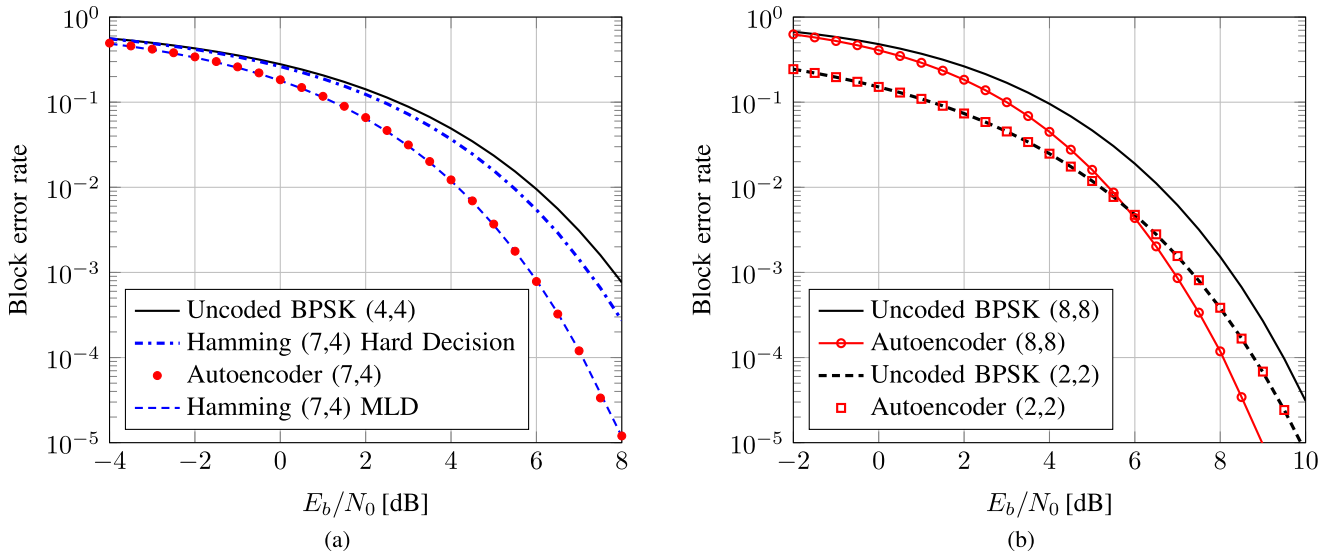 10^0
10^−1
10^−2
10^−3
10^−4
10^−5
Block error rate
Uncoded BPSK (4,4)
Hamming (7,4) Hard Decision
Autoencoder (7,4)
Hamming (7,4) MLD
−4 −2 0 2 4 6 8
E_b/N_0 [dB]
(a)
10^0
10^−1
10^−2
10^−3
10^−4
10^−5
Block error rate
Uncoded BPSK (8,8)
Autoencoder (8,8)
Uncoded BPSK (2,2)
Autoencoder (2,2)
−2 0 2 4 6 8 10
E_b/N_0 [dB]
(b)